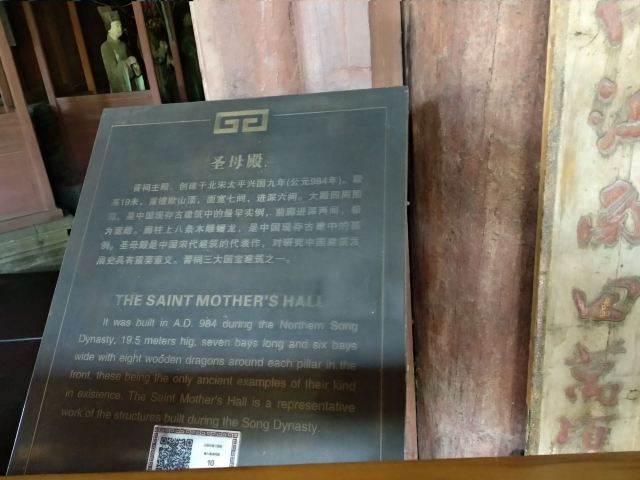 圣母殿
晋祠主殿，创建于北宋太平兴国九年(公元984年)。殿
高19米，重檐歇山顶，面宽七间，进深六间。大殿四周围
廊，是中国现存古建筑中的最早实例，前廊进深两间，极
为宽敞。廊柱上八条木雕蟠龙，是中国现存古建中的孤
例。圣母殿是中国宋代建筑的代表作，对研究中国建筑发
展史具有重要意义。晋祠三大国宝建筑之一。
THE SAINT MOTHER'S HALL
It was built in A.D. 984 during the Northern Song
Dynasty, 19.5 meters hig, seven bays long and six bays
wide with eight wooden dragons around each pillar in the
front, these being the only ancient examples of their kind
in existence. The Saint Mother's Hall is a representative
work of the structures built during the Song Dynasty.
10
田
萬
頃